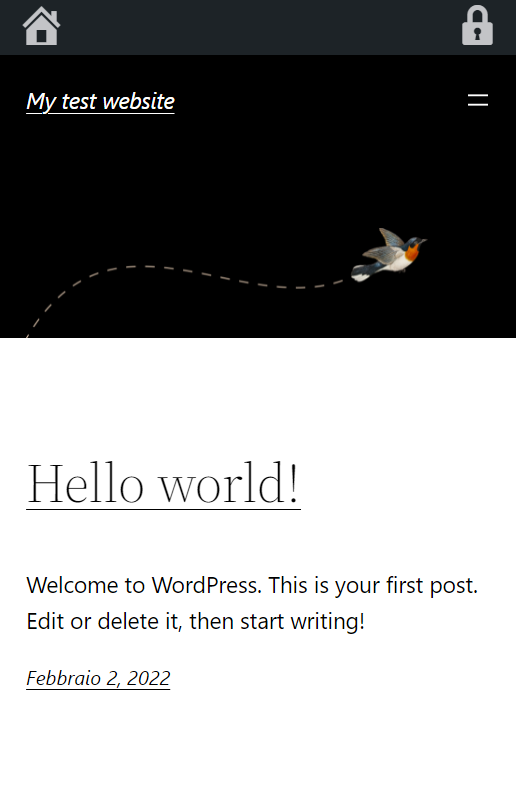 My test website
Hello world!
Welcome to WordPress. This is your first post.
Edit or delete it, then start writing!
Febbraio 2, 2022